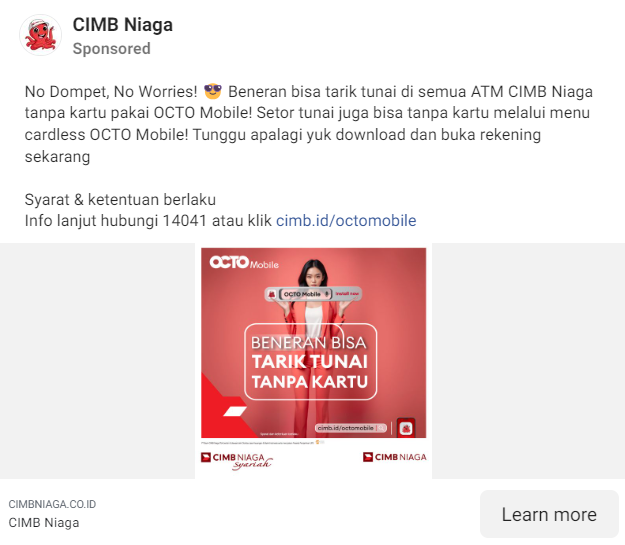 CIMB Niaga
Sponsored
No Dompet, No Worries! 😎 Beneran bisa tarik tunai di semua ATM CIMB Niaga
tanpa kartu pakai OCTO Mobile! Setor tunai juga bisa tanpa kartu melalui menu
cardless OCTO Mobile! Tunggu apalagi yuk download dan buka rekening
sekarang
Syarat & ketentuan berlaku
Info lanjut hubungi 14041 atau klik cimb.id/octomobile
OCTO Mobile
OCTO Mobile Install now
BENERAN BISA
TARIK TUNAI
TANPA KARTU
cimb.id/octomobile
CIMB NIAGA syariah
CIMB NIAGA
CIMBNIAGA.CO.ID
CIMB Niaga
Learn more